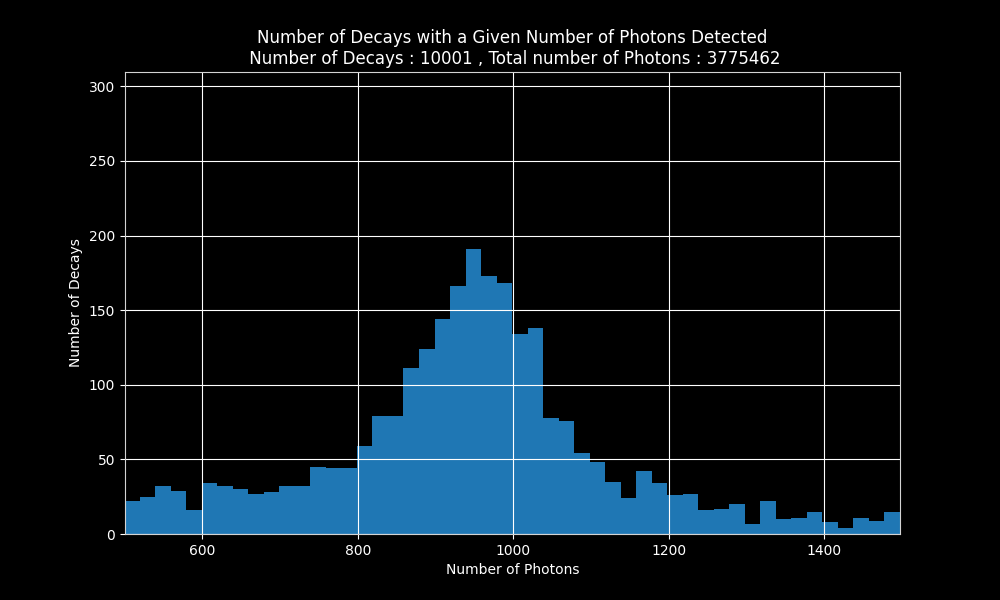 Number of Decays with a Given Number of Photons Detected
Number of Decays : 10001 , Total number of Photons : 3775462
300
250
200
150
100
50
0
Number of Decays
600 800 1000 1200 1400
Number of Photons